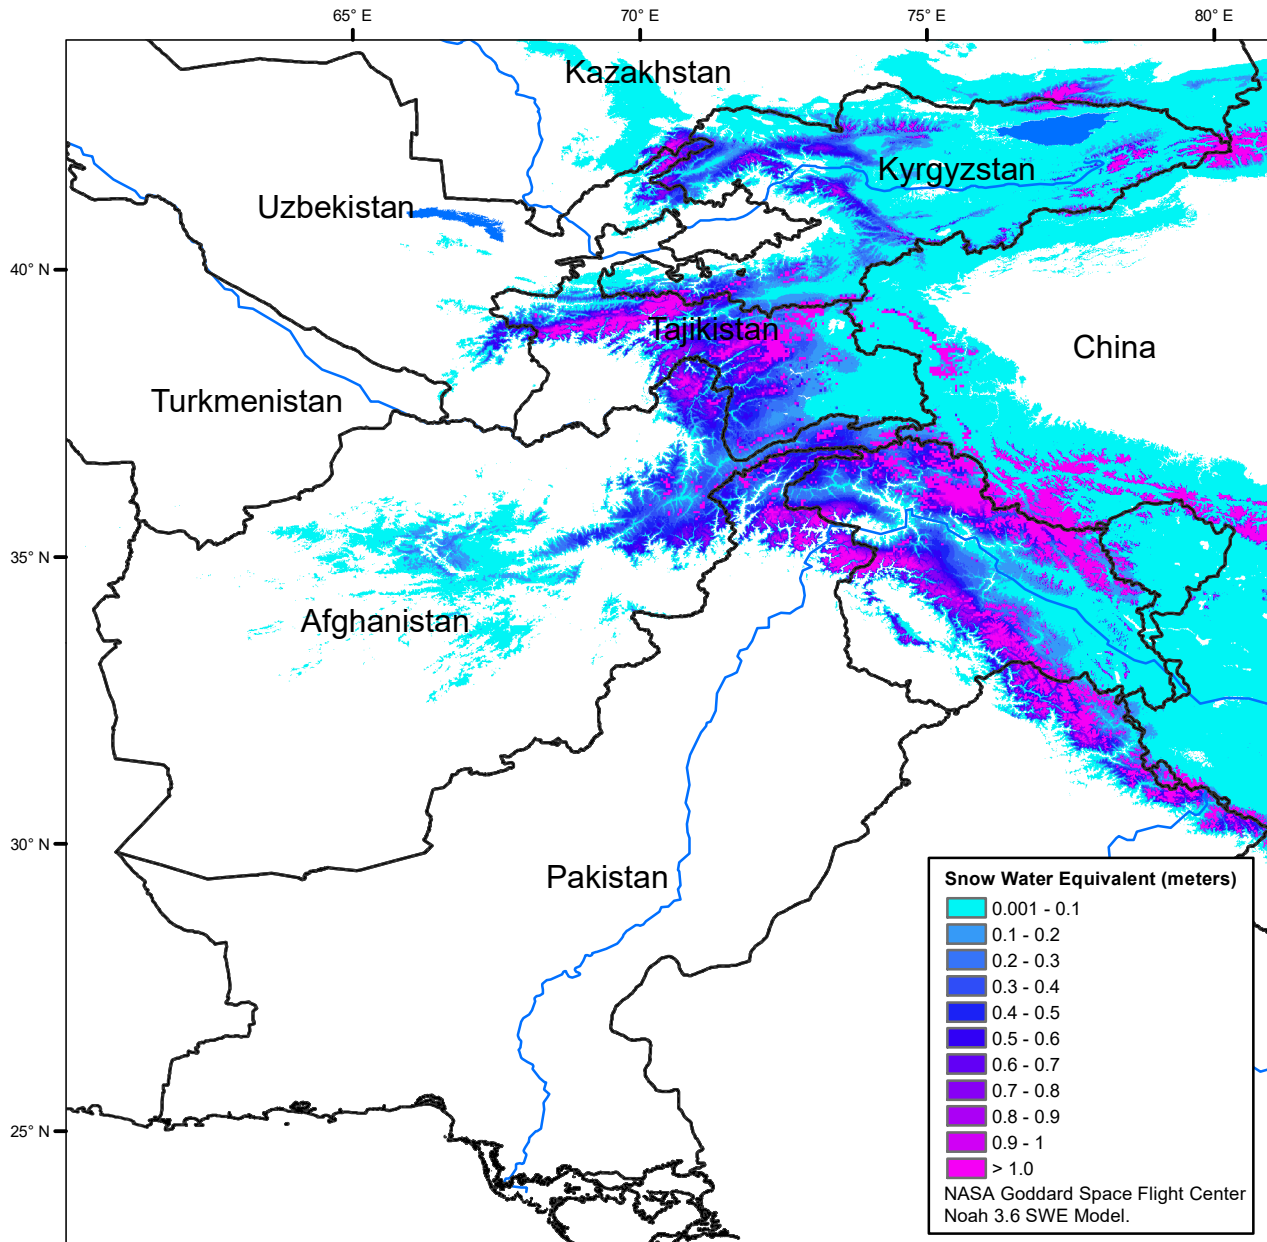 65° E
70° E
75° E
80° E
Kazakhstan
Kyrgyzstan
Uzbekistan
40° N
Tajikistan
China
Turkmenistan
35° N
Afghanistan
30° N
Pakistan
25° N
Snow Water Equivalent (meters)
0.001 - 0.1
0.1 - 0.2
0.2 - 0.3
0.3 - 0.4
0.4 - 0.5
0.5 - 0.6
0.6 - 0.7
0.7 - 0.8
0.8 - 0.9
0.9 - 1
> 1.0
NASA Goddard Space Flight Center
Noah 3.6 SWE Model.